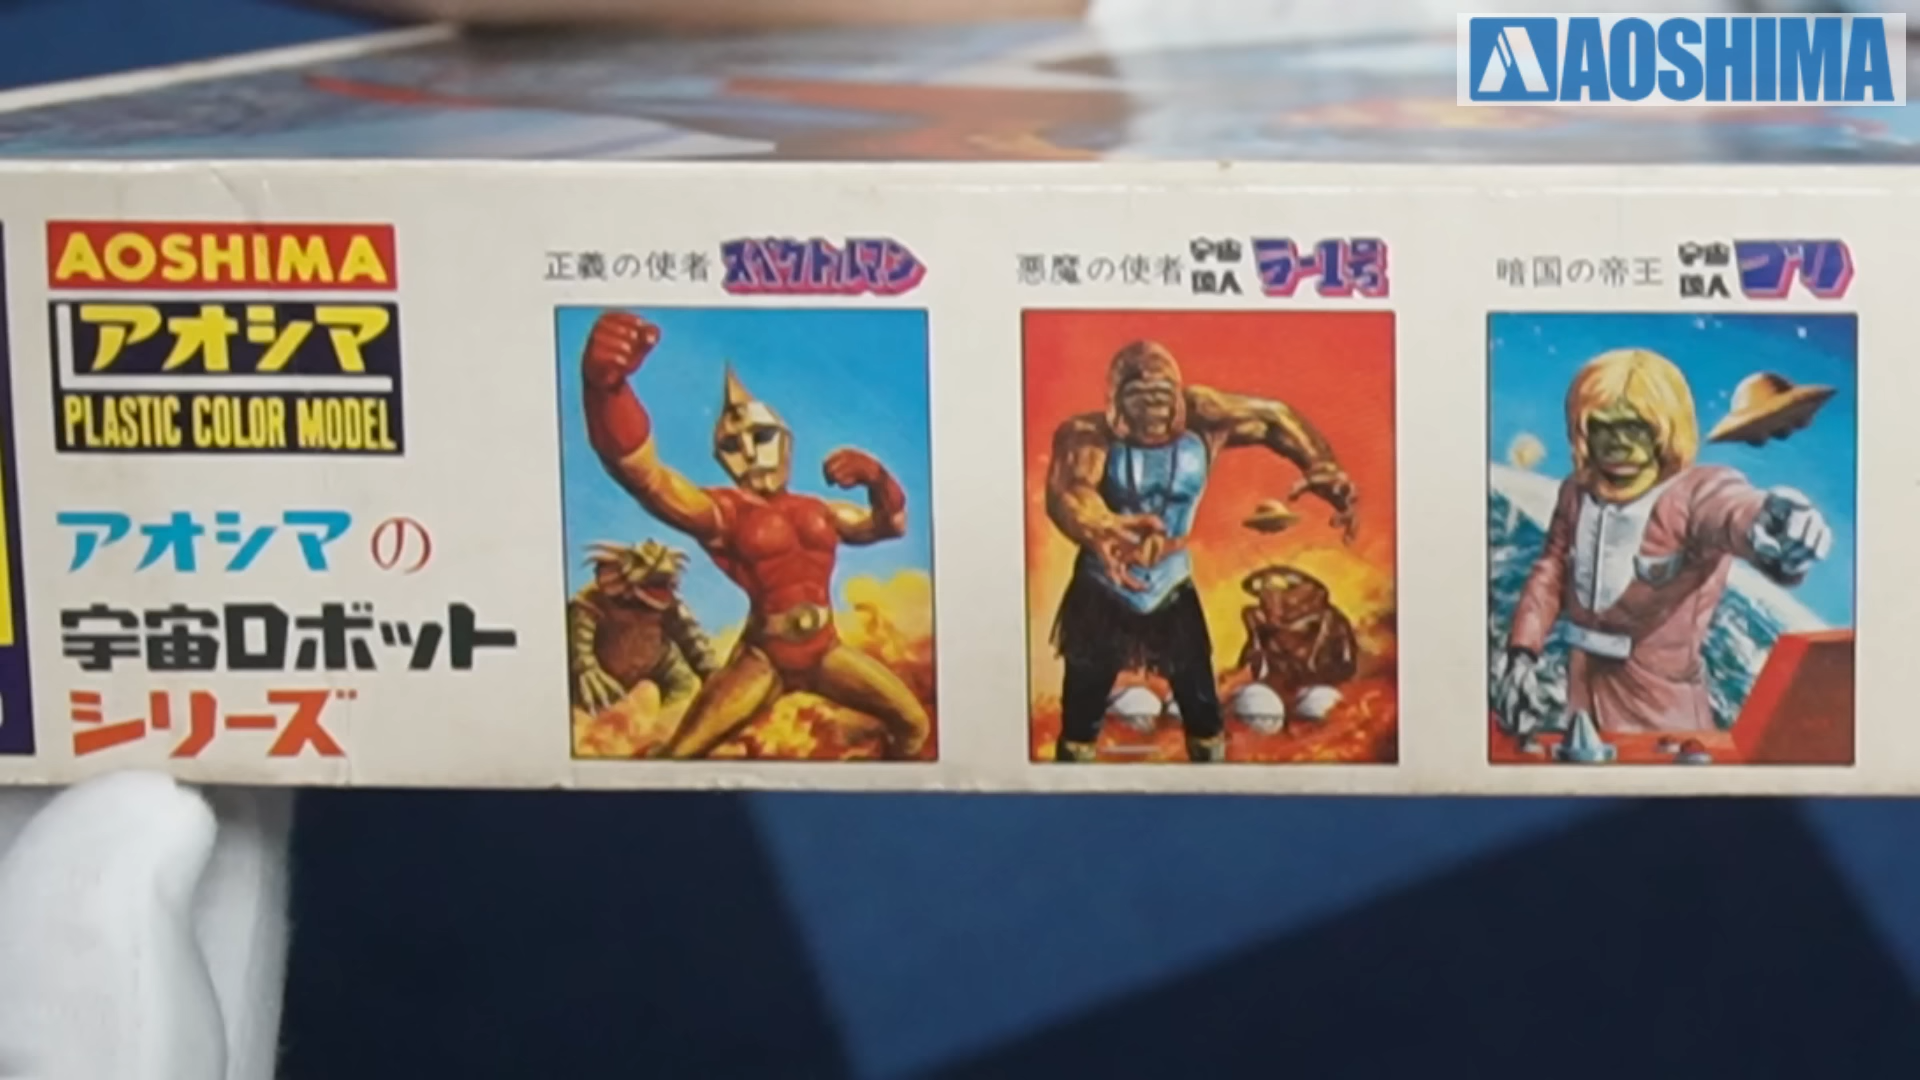 AOSHIMA
AOSHIMA
アオシマ
PLASTIC COLOR MODEL
アオシマの
宇宙ロボット
シリーズ
正義の使者 スペクトルマン
悪魔の使者 宇宙猿人 ラー1号
暗国の帝王 宇宙猿人 ゴリ